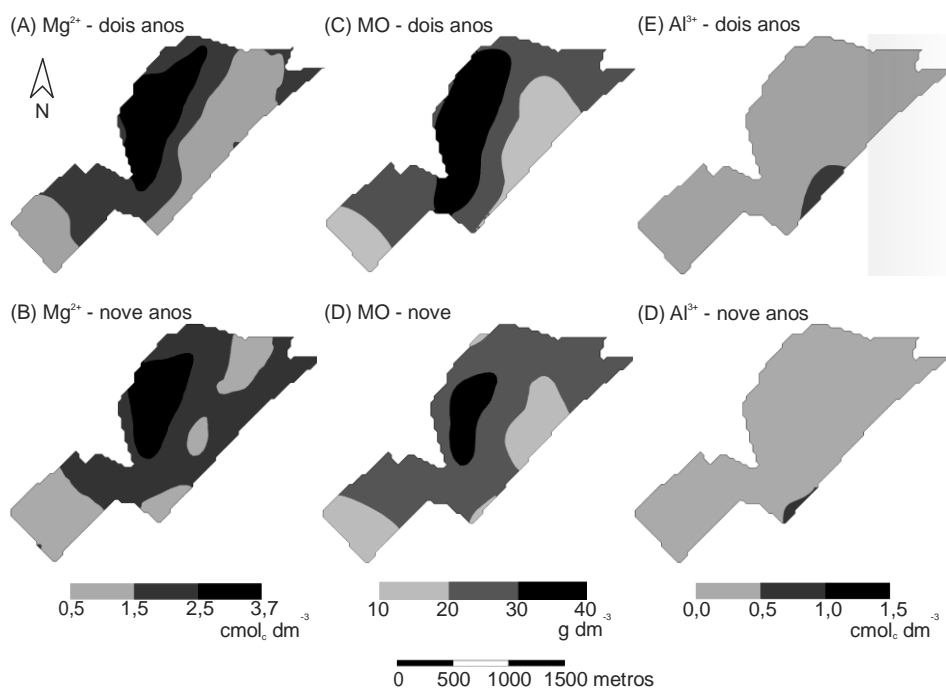 (A) Mg²⁺ - dois anos
(C) MO - dois anos
(E) Al³⁺ - dois anos
N
(B) Mg²⁺ - nove anos
(D) MO - nove
(D) Al³⁺ - nove anos
0,5 1,5 2,5 3,7
cmol_c dm⁻³
10 20 30 40
g dm⁻³
0,0 0,5 1,0 1,5
cmol_c dm⁻³
0 500 1000 1500 metros